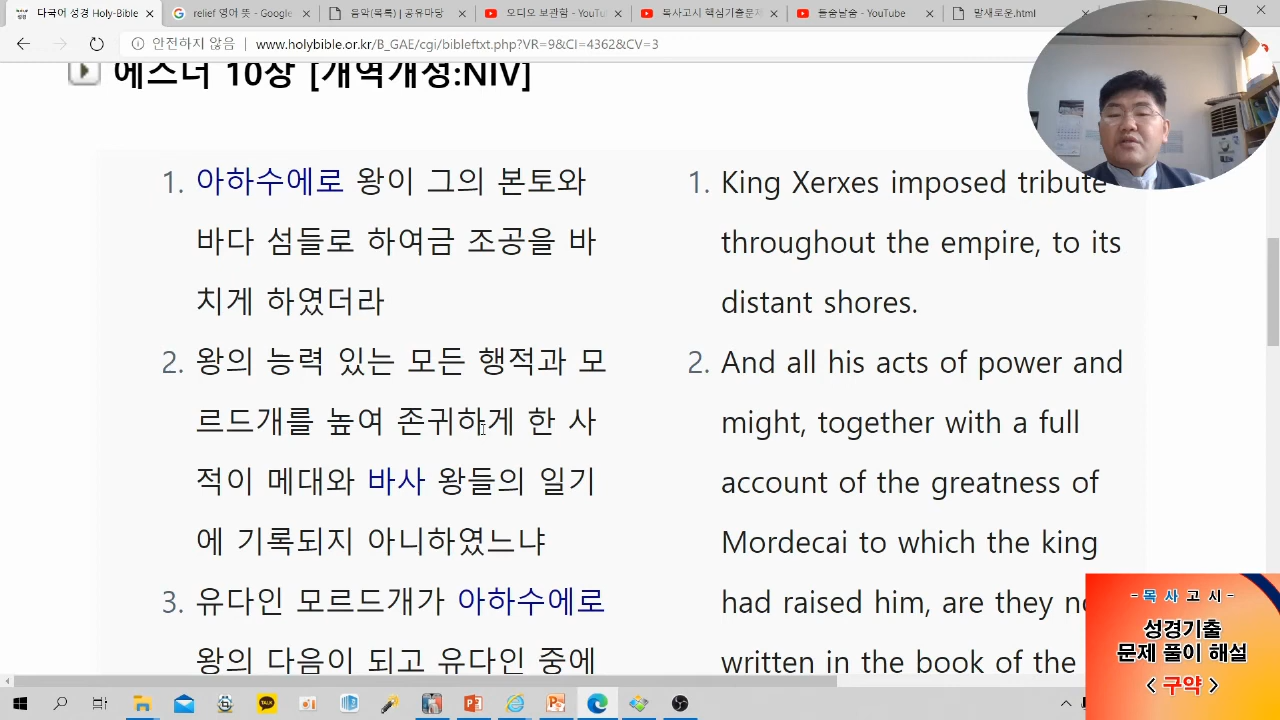 다국어 성경 Holy-Bible
relief 영어 뜻 - Google
음악(목록) | 공유마당
오디오 보관함 - YouTu
목사고시 핵심기출문제
들숨날숨 - YouTube
말새로운.html
안전하지 않음
www.holybible.or.kr/B_GAE/cgi/bibleftxt.php?VR=9&CI=4362&CV=3
에스더 10장 [개역개정:NIV]
1. 아하수에로 왕이 그의 본토와
바다 섬들로 하여금 조공을 바
치게 하였더라
2. 왕의 능력 있는 모든 행적과 모
르드개를 높여 존귀하게 한 사
적이 메대와 바사 왕들의 일기
에 기록되지 아니하였느냐
3. 유다인 모르드개가 아하수에로
왕의 다음이 되고 유다인 중에
1. King Xerxes imposed tribute
throughout the empire, to its
distant shores.
2. And all his acts of power and
might, together with a full
account of the greatness of
Mordecai to which the king
had raised him, are they
written in the book of the
- 목 사 고 시 -
성경기출
문제 풀이 해설
< 구약 >